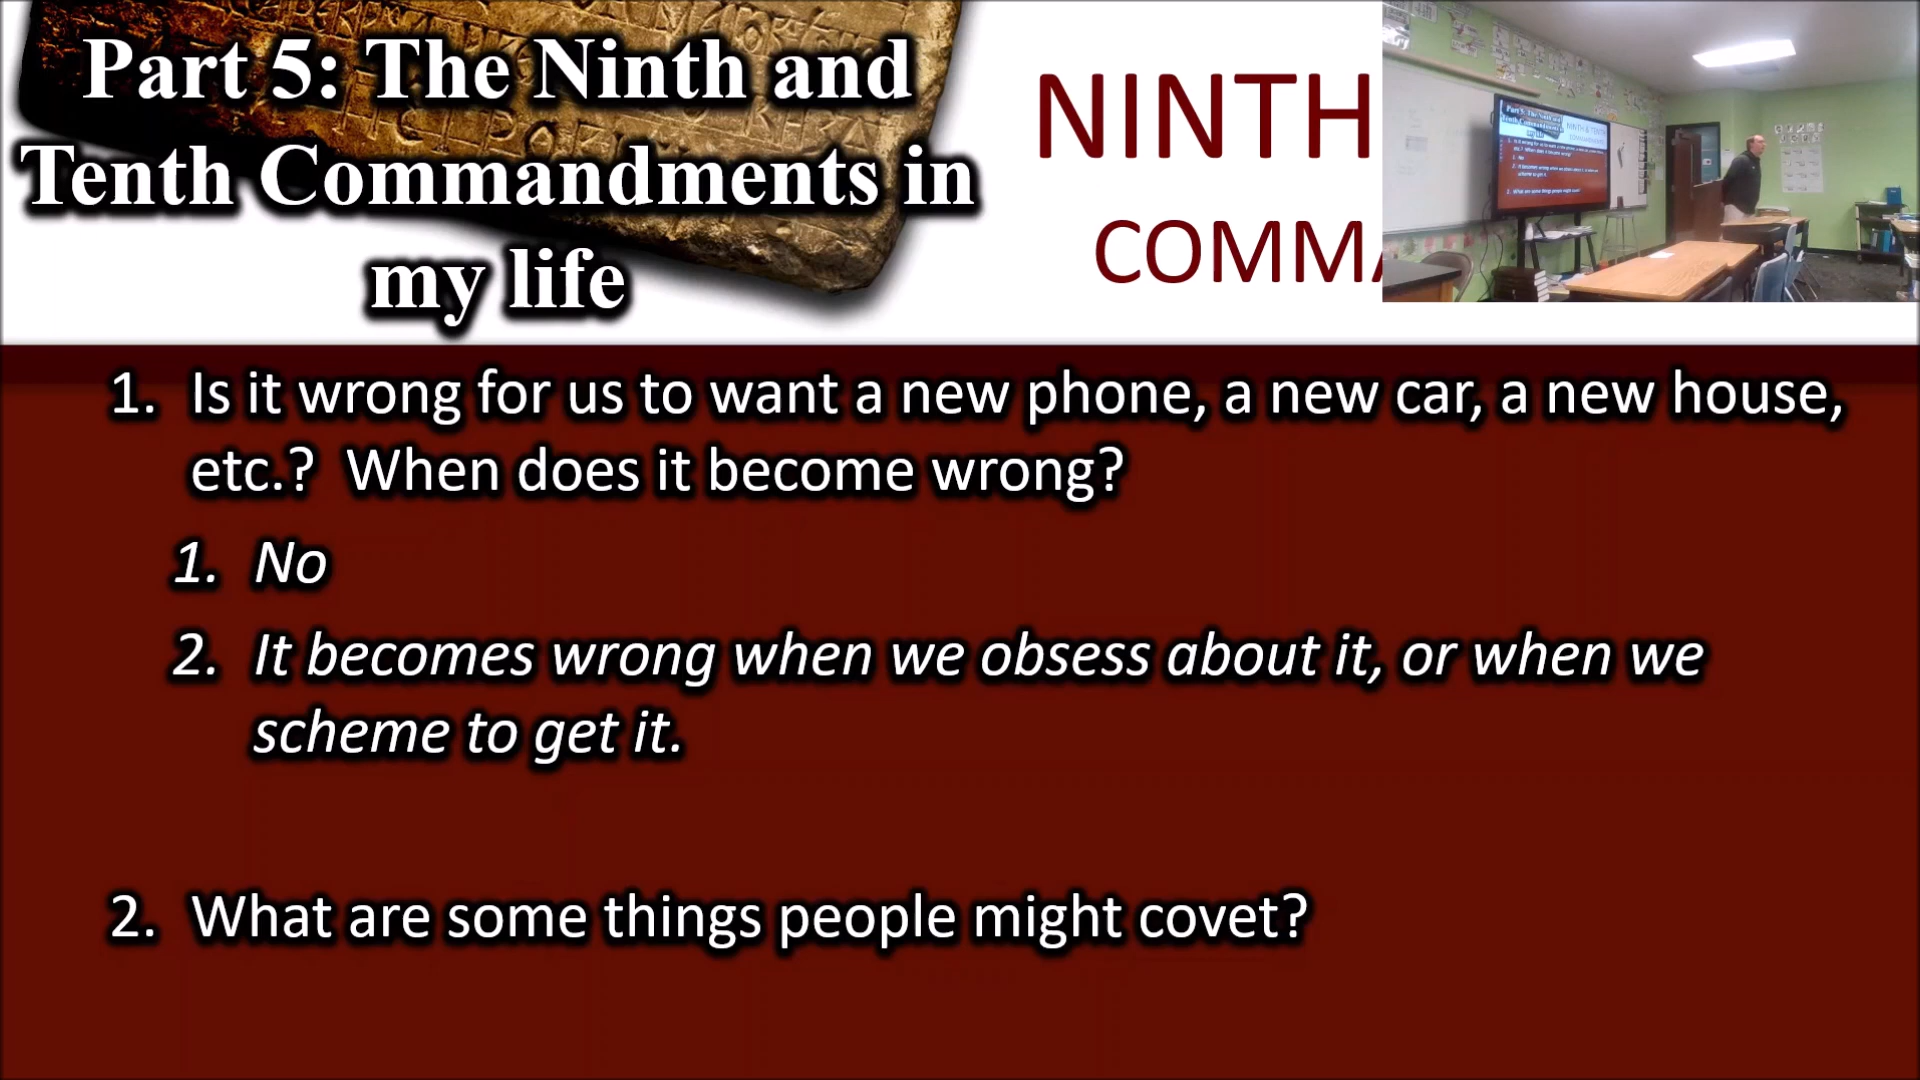 Part 5: The Ninth and
Tenth Commandments in
my life
NINTH
COMM
1. Is it wrong for us to want a new phone, a new car, a new house,
etc.? When does it become wrong?
1. No
2. It becomes wrong when we obsess about it, or when we
scheme to get it.
2. What are some things people might covet?